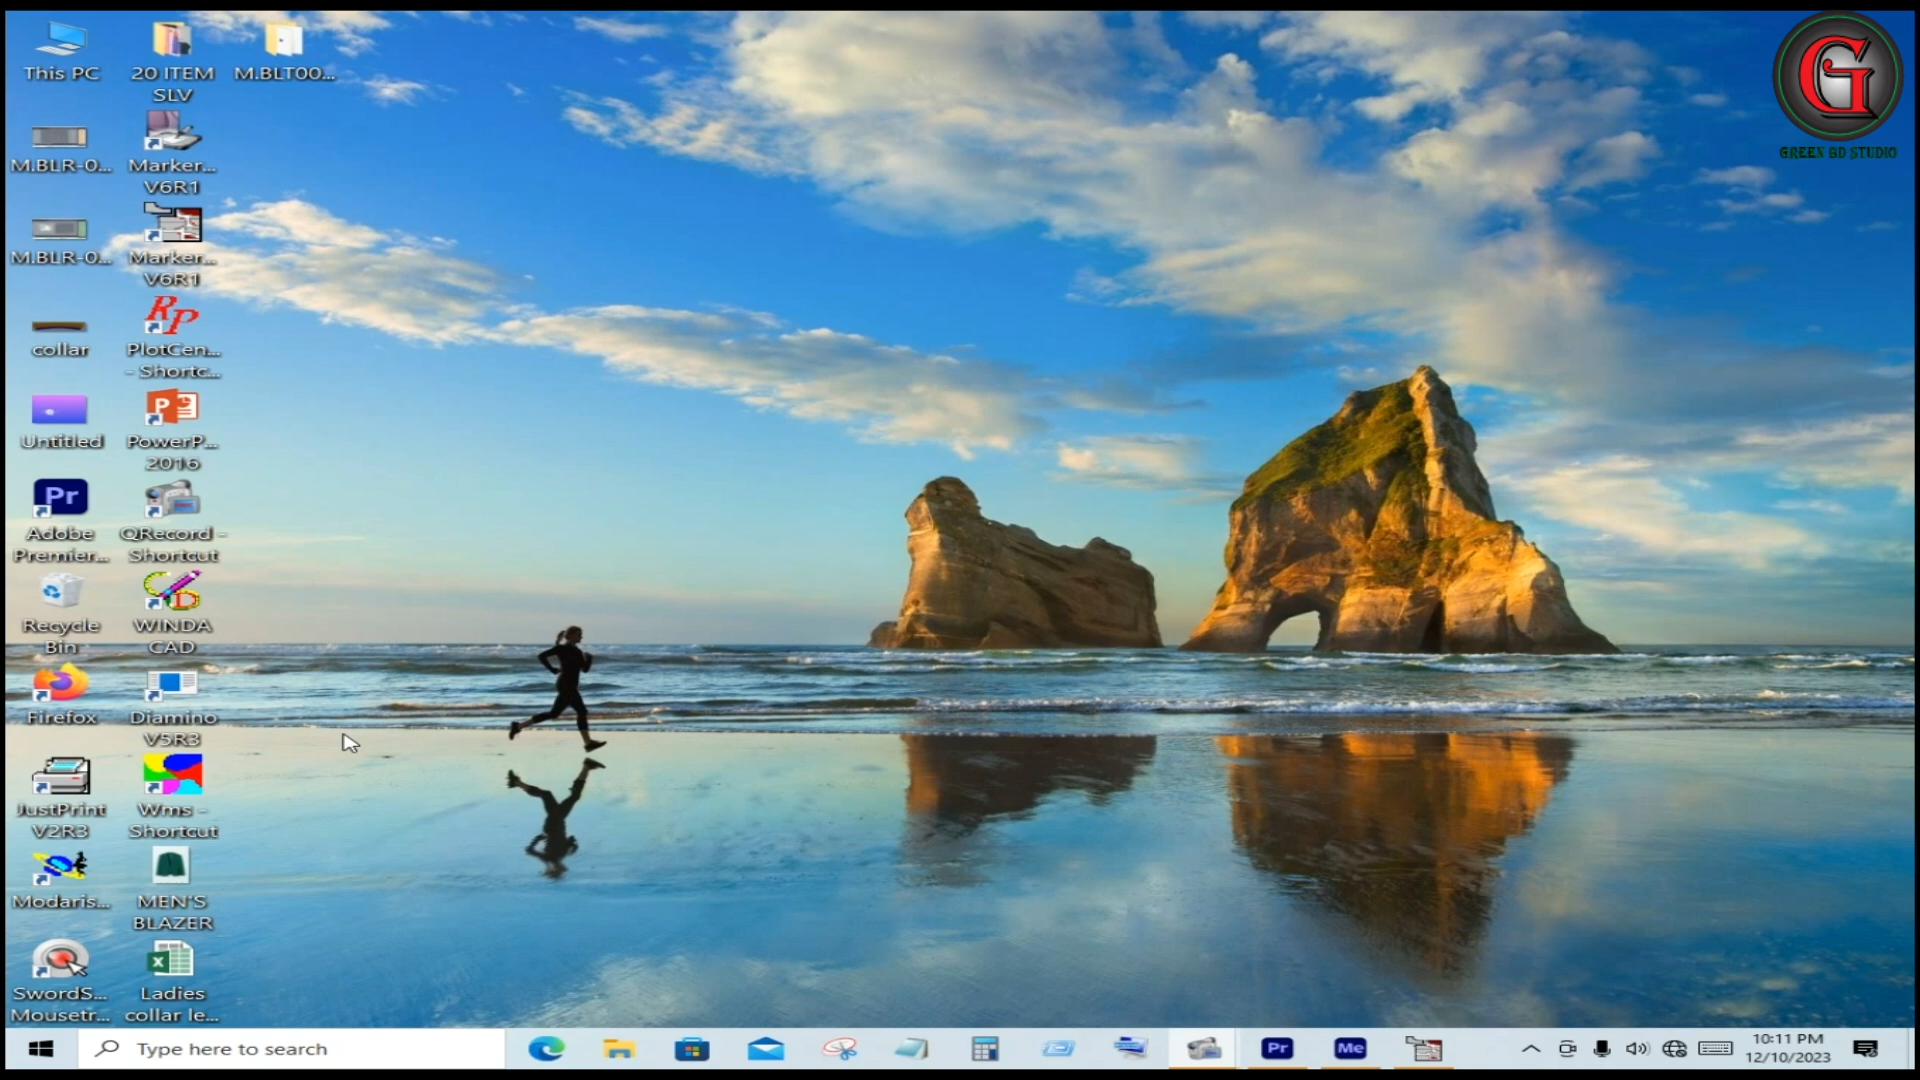 This PC
20 ITEM
SLV
M.BLT00...
M.BLR-0...
Marker...
V6R1
M.BLR-0...
Marker...
V6R1
collar
RP
PlotCen...
- Shortc...
Untitled
PowerP...
2016
Pr
Adobe
Premier...
QRecord -
Shortcut
Recycle
Bin
WINDA
CAD
Firefox
Diamino
V5R3
JustPrint
V2R3
Wms -
Shortcut
Modaris...
MEN'S
BLAZER
SwordS...
Mousetr...
Ladies
collar le...
G
GREEN BD STUDIO
Type here to search
Pr
Me
10:11 PM
12/10/2023